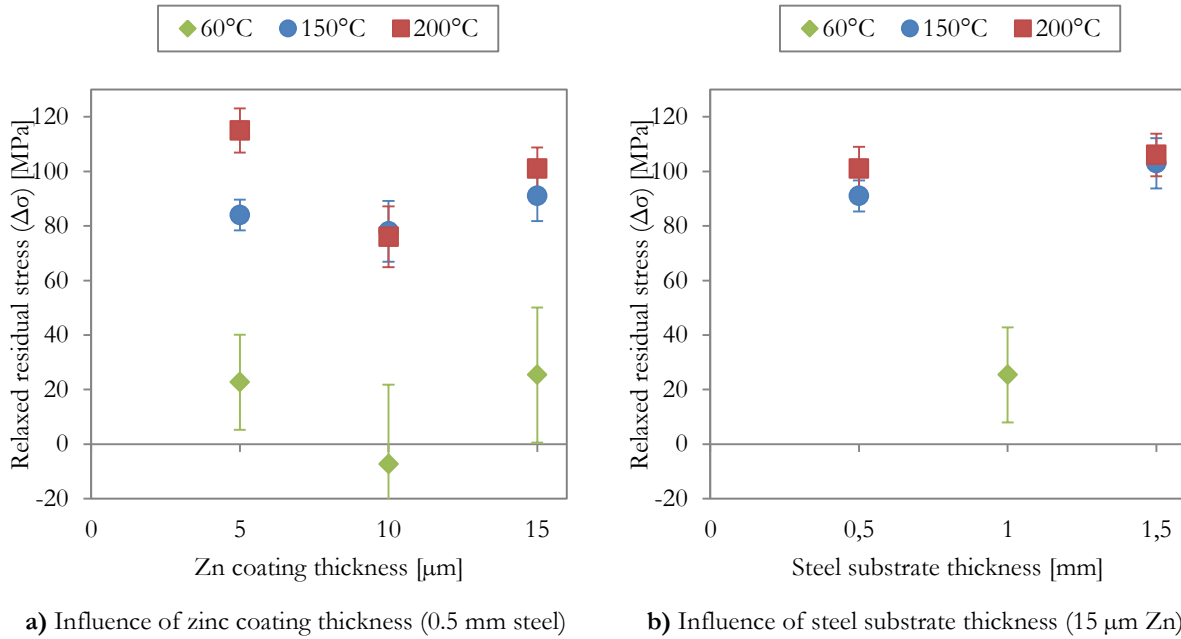 60°C 150°C 200°C
Relaxed residual stress (Δσ) [MPa]
120
100
80
60
40
20
0
-20
0 5 10 15
Zn coating thickness [μm]
a) Influence of zinc coating thickness (0.5 mm steel)
60°C 150°C 200°C
Relaxed residual stress (Δσ) [MPa]
120
100
80
60
40
20
0
-20
0 0,5 1 1,5
Steel substrate thickness [mm]
b) Influence of steel substrate thickness (15 μm Zn)